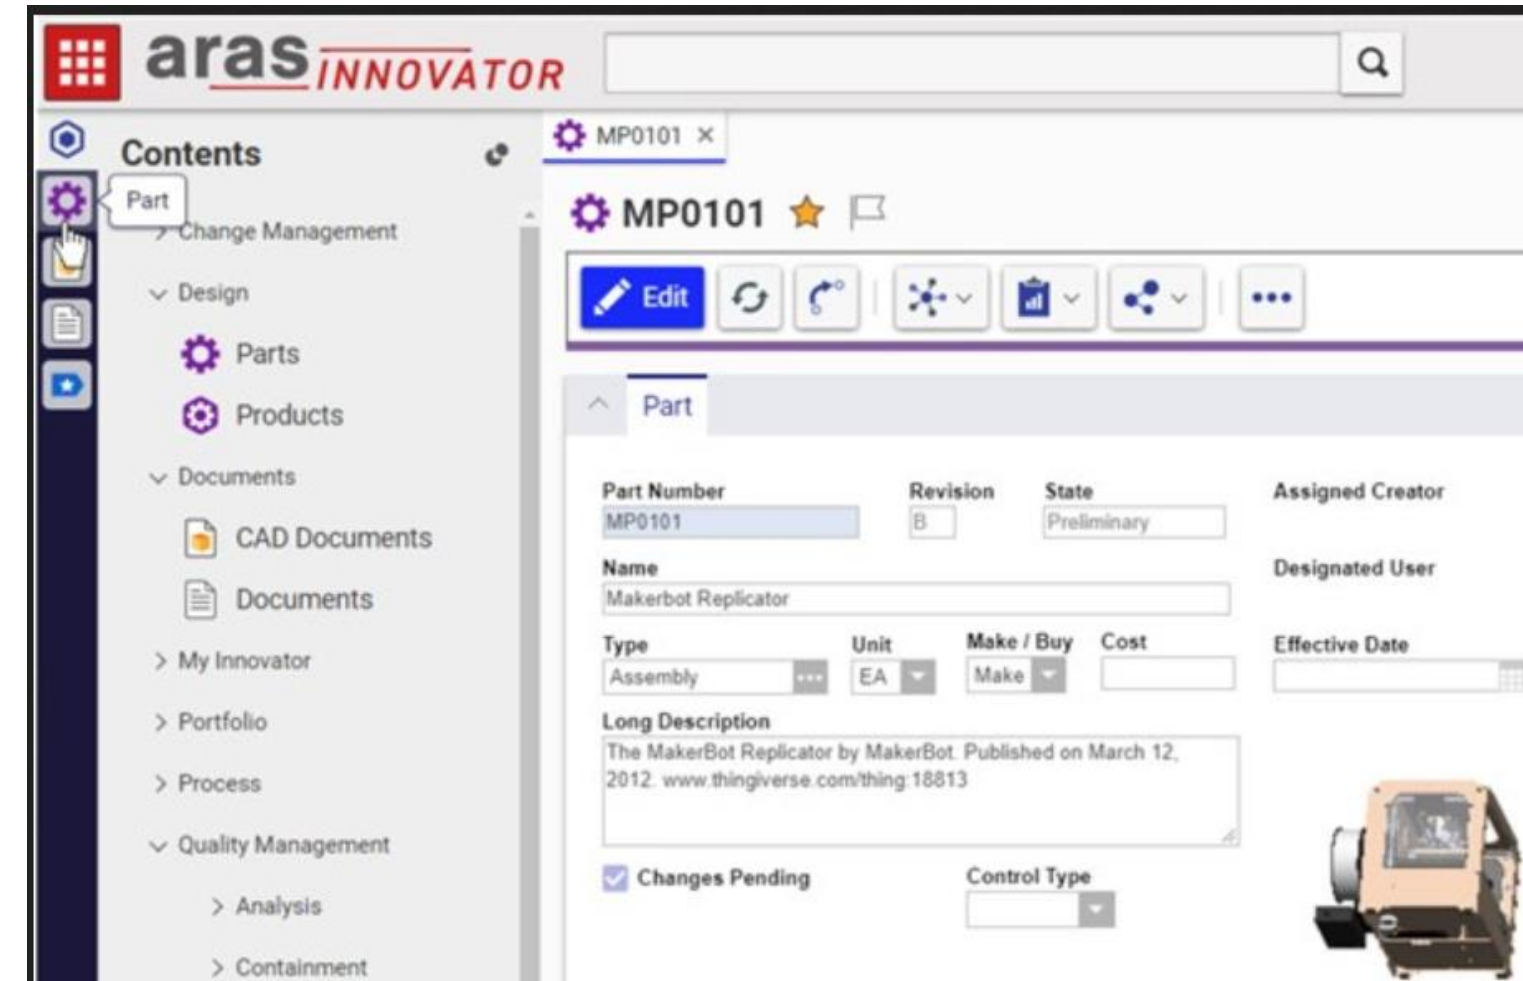 aras INNOVATOR
Contents
Part
Change Management
Design
Parts
Products
Documents
CAD Documents
Documents
My Innovator
Portfolio
Process
Quality Management
Analysis
Containment
MP0101
MP0101
Edit
Part
Part Number Revision State Assigned Creator
MP0101 B Preliminary
Name Designated User
Makerbot Replicator
Type Unit Make / Buy Cost Effective Date
Assembly EA Make
Long Description
The MakerBot Replicator by MakerBot. Published on March 12,
2012. www.thingiverse.com/thing:18813
Changes Pending Control Type